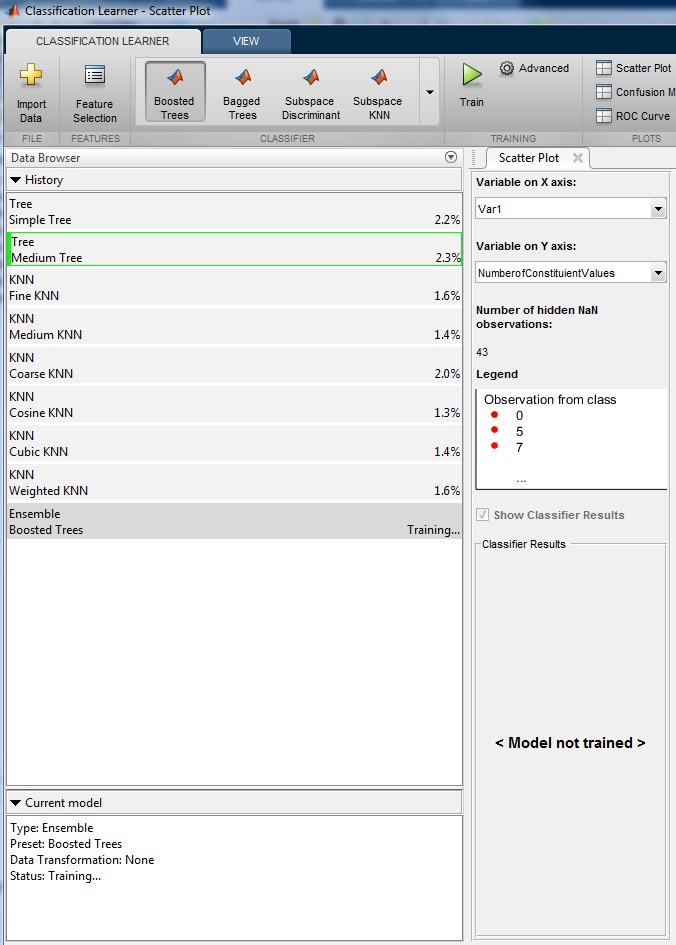 Classification Learner - Scatter Plot
CLASSIFICATION LEARNER
VIEW
Import
Data
Feature
Selection
Boosted
Trees
Bagged
Trees
Subspace
Discriminant
Subspace
KNN
Train
Advanced
Scatter Plot
Confusion M
ROC Curve
FILE
FEATURES
CLASSIFIER
TRAINING
PLOTS
Data Browser
History
Tree
Simple Tree 2.2%
Tree
Medium Tree 2.3%
KNN
Fine KNN 1.6%
KNN
Medium KNN 1.4%
KNN
Coarse KNN 2.0%
KNN
Cosine KNN 1.3%
KNN
Cubic KNN 1.4%
KNN
Weighted KNN 1.6%
Ensemble
Boosted Trees Training...
Current model
Type: Ensemble
Preset: Boosted Trees
Data Transformation: None
Status: Training...
Scatter Plot
Variable on X axis:
Var1
Variable on Y axis:
NumberofConstituientValues
Number of hidden NaN
observations:
43
Legend
Observation from class
0
5
7
...
Show Classifier Results
Classifier Results
< Model not trained >